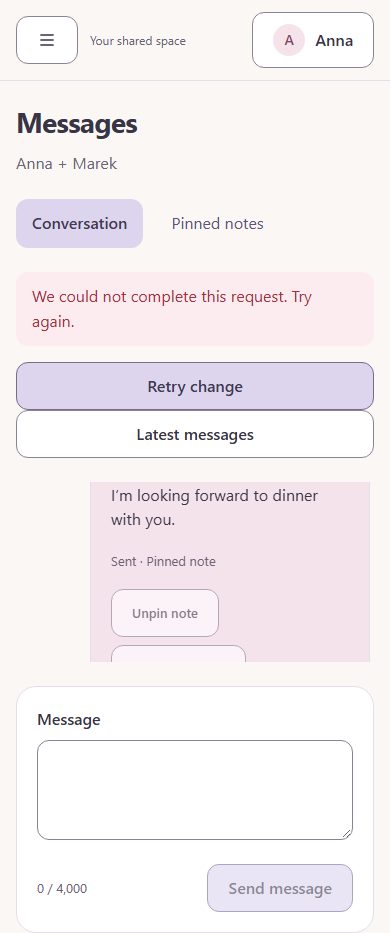 Your shared space
A Anna
Messages
Anna + Marek
Conversation
Pinned notes
We could not complete this request. Try
again.
Retry change
Latest messages
I'm looking forward to dinner
with you.
Sent · Pinned note
Unpin note
Message
0 / 4,000
Send message